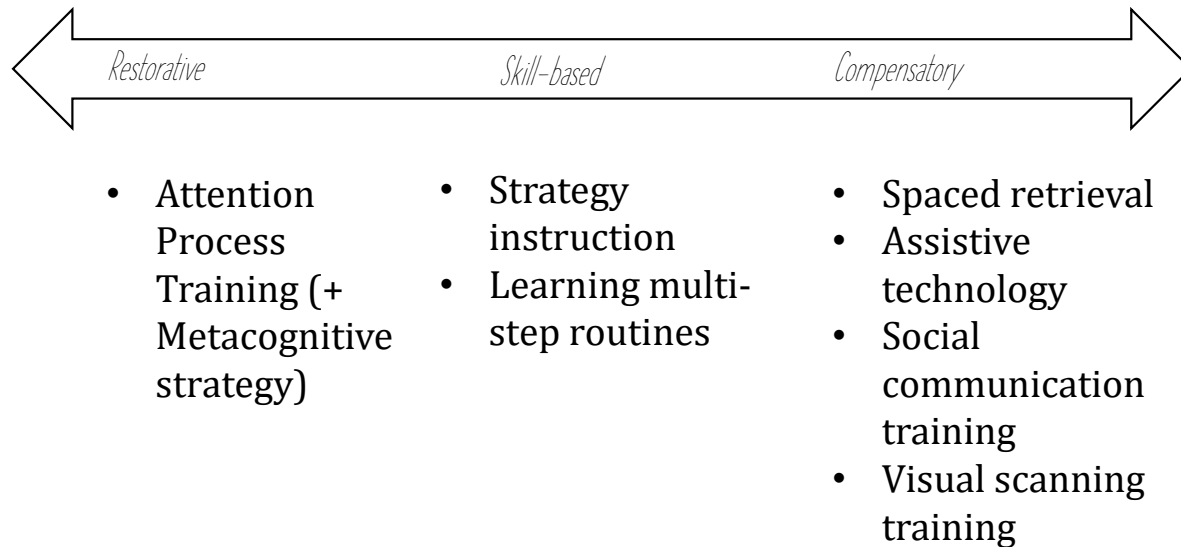 Restorative Skill-based Compensatory
• Attention
Process
Training (+
Metacognitive
strategy)
• Strategy
instruction
• Learning multi-
step routines
• Spaced retrieval
• Assistive
technology
• Social
communication
training
• Visual scanning
training